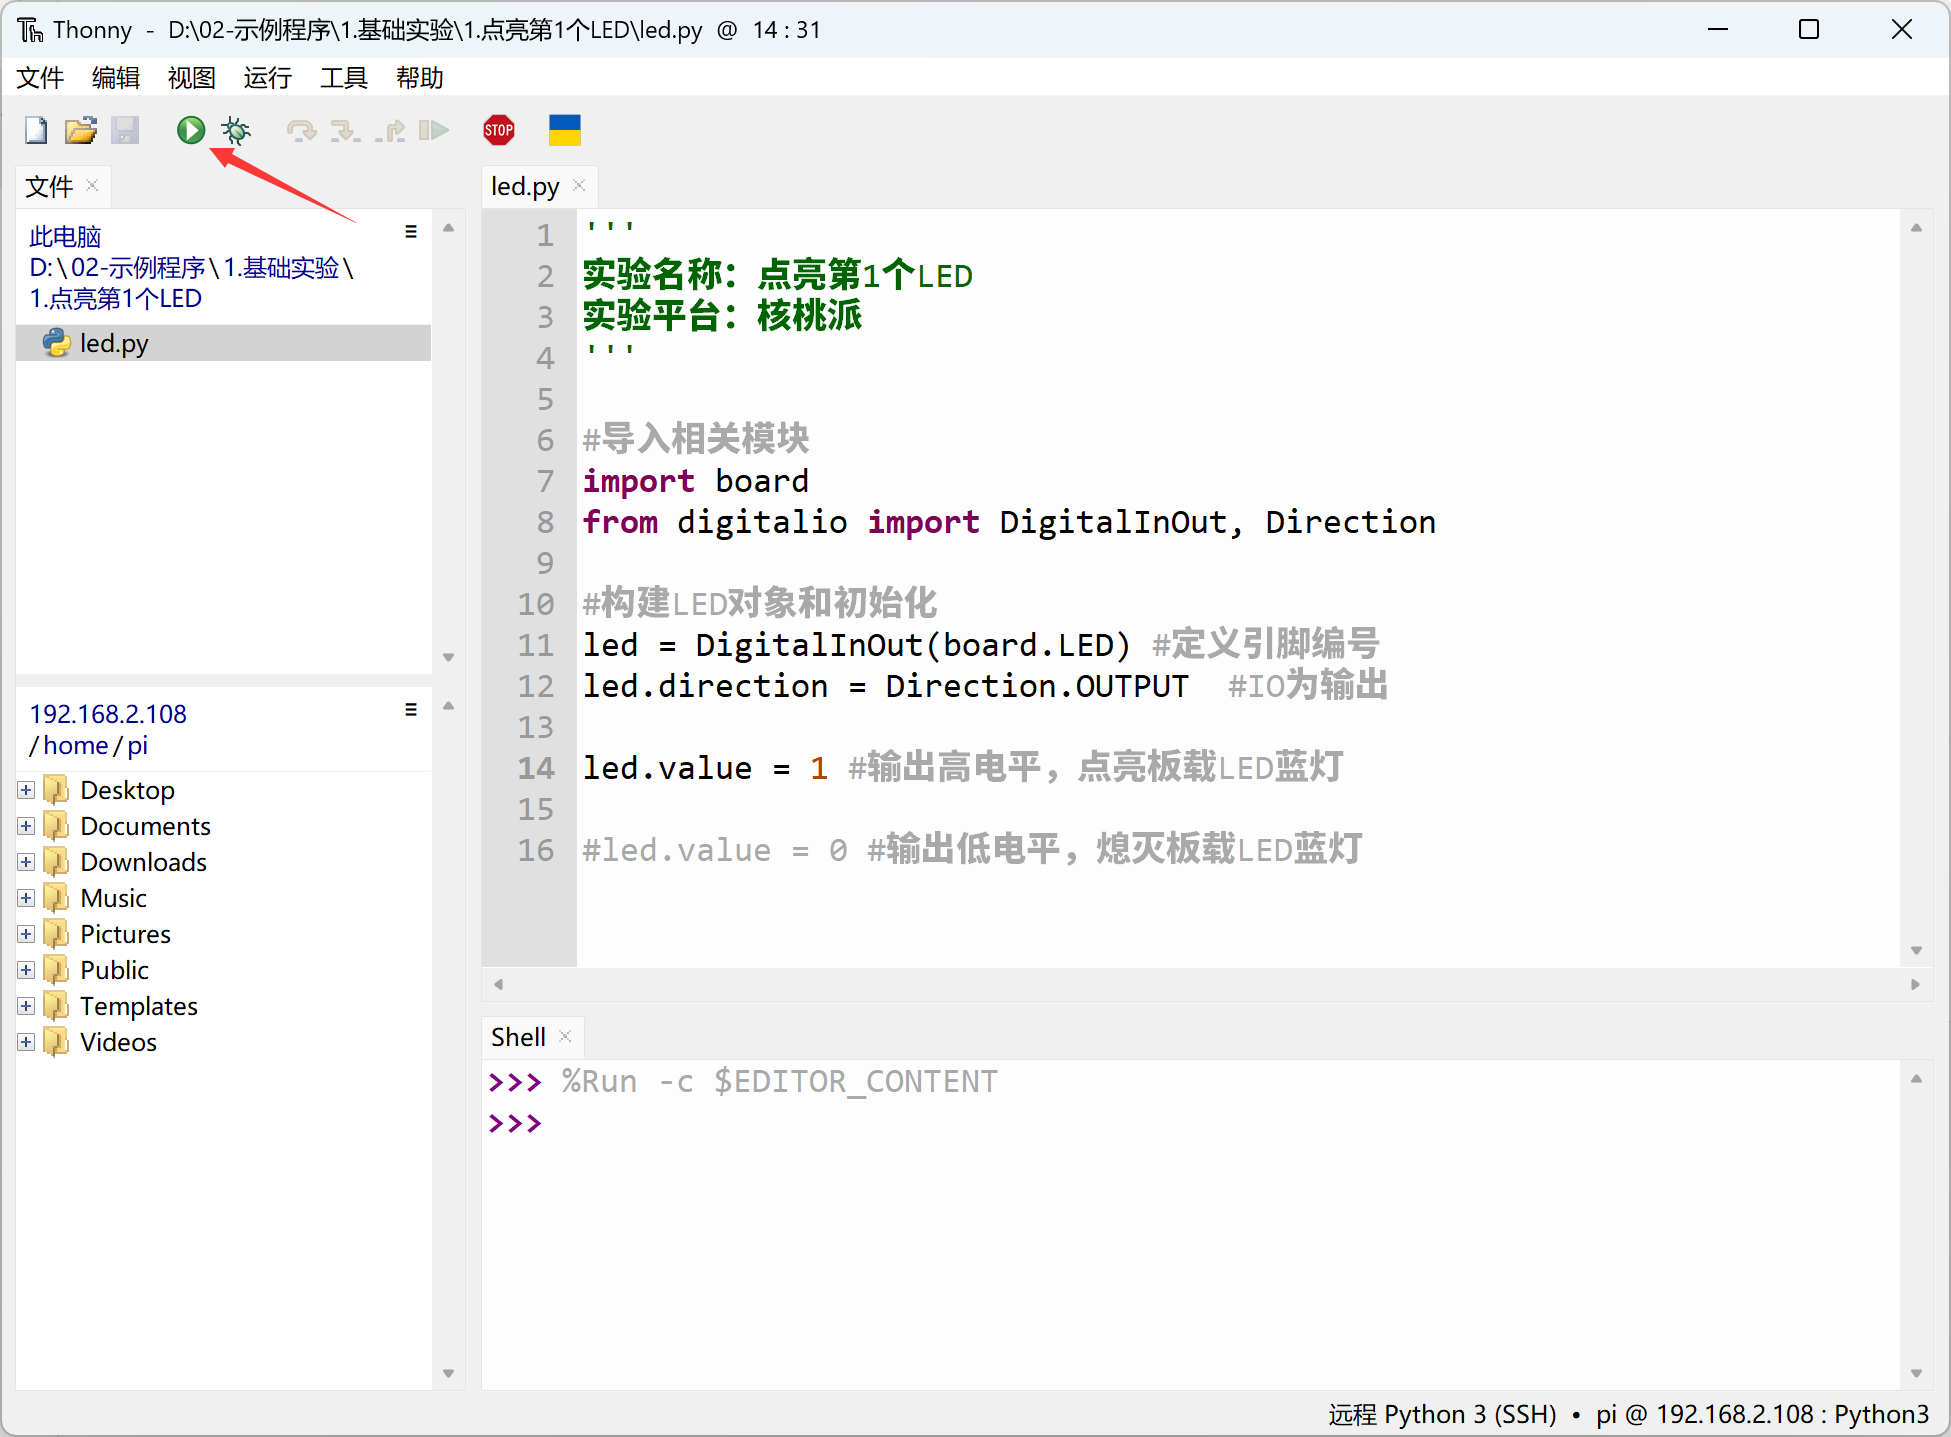 Thonny - D:\02-示例程序\1.基础实验\1.点亮第1个LED\led.py @ 14 : 31
文件 编辑 视图 运行 工具 帮助
STOP
文件
此电脑
D:\02-示例程序\1.基础实验\
1.点亮第1个LED
led.py
192.168.2.108
/home/pi
Desktop
Documents
Downloads
Music
Pictures
Public
Templates
Videos
led.py
1 '''
2 实验名称：点亮第1个LED
3 实验平台：核桃派
4 '''
5
6 #导入相关模块
7 import board
8 from digitalio import DigitalInOut, Direction
9
10 #构建LED对象和初始化
11 led = DigitalInOut(board.LED) #定义引脚编号
12 led.direction = Direction.OUTPUT  #IO为输出
13
14 led.value = 1 #输出高电平，点亮板载LED蓝灯
15
16 #led.value = 0 #输出低电平，熄灭板载LED蓝灯
Shell
>>> %Run -c $EDITOR_CONTENT
>>>
远程 Python 3 (SSH) • pi @ 192.168.2.108 : Python3